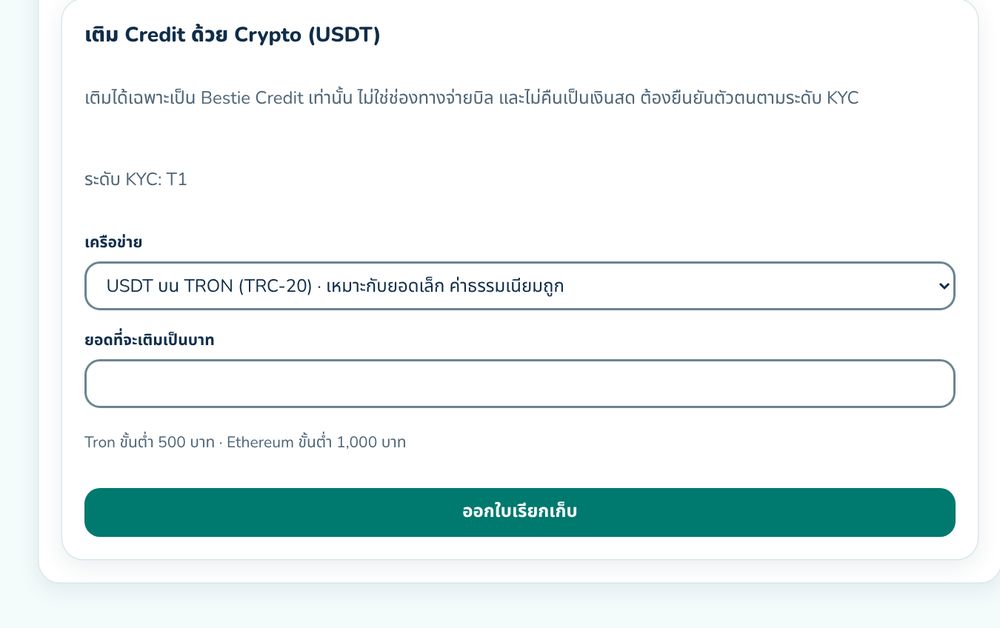 เติม Credit ด้วย Crypto (USDT)
เติมได้เฉพาะเป็น Bestie Credit เท่านั้น ไม่ใช่ช่องทางจ่ายบิล และไม่คืนเป็นเงินสด ต้องยืนยันตัวตนตามระดับ KYC
ระดับ KYC: T1
เครือข่าย
USDT บน TRON (TRC-20) · เหมาะกับยอดเล็ก ค่าธรรมเนียมถูก
ยอดที่จะเติมเป็นบาท
Tron ขั้นต่ำ 500 บาท · Ethereum ขั้นต่ำ 1,000 บาท
ออกใบเรียกเก็บ